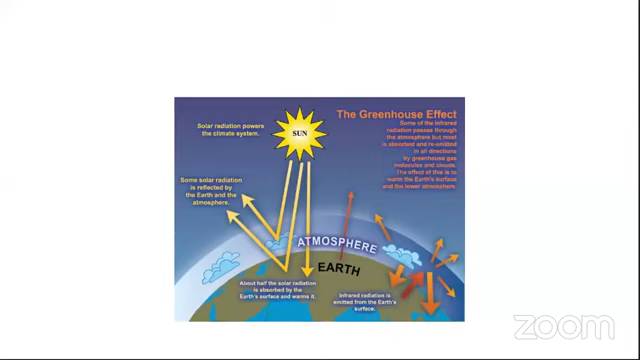 The Greenhouse Effect
Some of the infrared
radiation passes through
the atmosphere but most
is absorbed and re-emitted
in all directions
by greenhouse gas
molecules and clouds.
The effect of this is to
warm the Earth's surface
and the lower atmosphere.
Solar radiation powers
the climate system.
SUN
Some solar radiation
is reflected by
the Earth and the
atmosphere.
ATMOSPHERE
EARTH
About half the solar radiation
is absorbed by the
Earth's surface and warms it.
Infrared radiation is
emitted from the Earth's
surface.
zoom